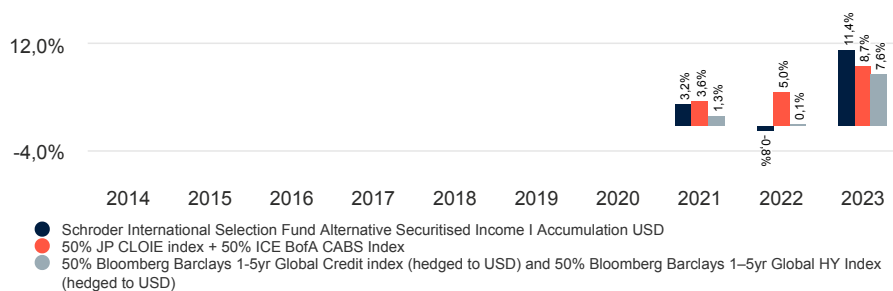 12,0%
-4,0%
3,2%
3,6%
1,3%
-0,8%
5,0%
0,1%
11,4%
8,7%
7,6%
2014 2015 2016 2017 2018 2019 2020 2021 2022 2023
Schroder International Selection Fund Alternative Securitised Income I Accumulation USD
50% JP CLOIE index + 50% ICE BofA CABS Index
50% Bloomberg Barclays 1-5yr Global Credit index (hedged to USD) and 50% Bloomberg Barclays 1–5yr Global HY Index
(hedged to USD)